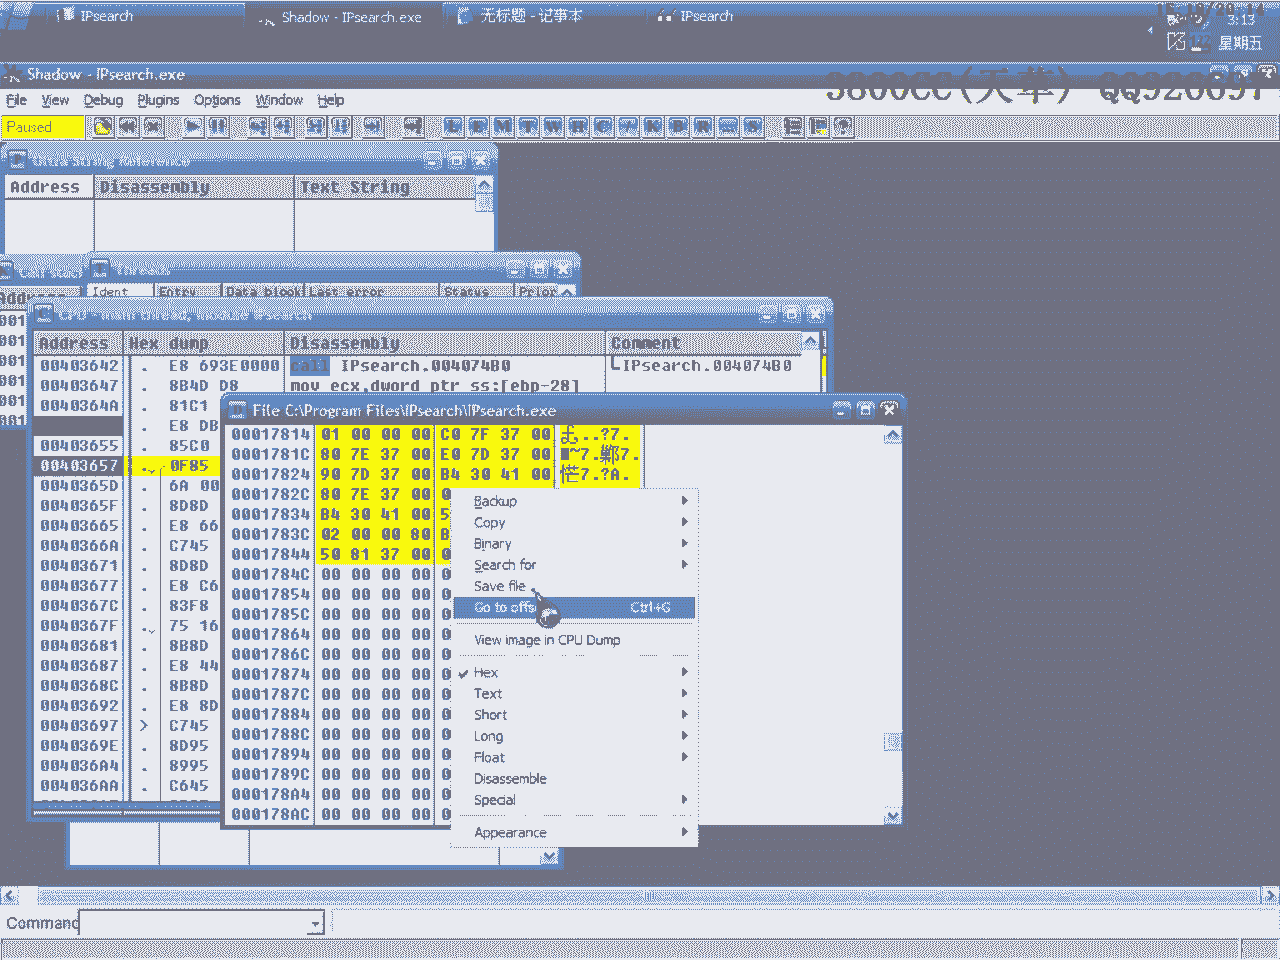 IPsearch
Shadow - IPsearch.exe
无标题 - 记事本
IPsearch
3:13
星期五
Shadow - IPsearch.exe
5800CC(天華) QQ920697
File View Debug Plugins Options Window Help
Paused
Ultra String Reference
Address Disassembly Text String
Threads
Ident Entry Data block Last error Status
CPU - main thread, module IPsearch
Address Hex dump Disassembly Comment
00403642 . E8 693E0000 call IPsearch.004074B0 IPsearch.004074B0
00403647 . 8B4D D8 mov ecx,dword ptr ss:[ebp-28]
0040364A . 81C1
. E8 DB
00403655 . 85C0
00403657 . 0F85
0040365D . 6A 00
0040365F . 8D8D
00403665 . E8 66
0040366A . C745
00403671 . 8D8D
00403677 . E8 C6
0040367C . 83F8
0040367F . 75 16
00403681 . 8B8D
00403687 . E8 44
0040368C . 8B8D
00403692 . E8 8D
00403697 > C745
0040369E . 8D95
004036A4 . 8995
004036AA . C645
File C:\Program Files\IPsearch\IPsearch.exe
00017814 01 00 00 00 C0 7F 37 00 ..?7.
0001781C 80 7E 37 00 E0 7D 37 00 ■~7.鄴7.
00017824 90 7D 37 00 B4 30 41 00 恾7.?A.
0001782C 80 7E 37 00 0
00017834 B4 30 41 00 5
0001783C 02 00 00 80 B
00017844 50 81 37 00 0
0001784C 00 00 00 00 0
00017854 00 00 00 00 0
0001785C 00 00 00 00 0
00017864 00 00 00 00 0
0001786C 00 00 00 00 0
00017874 00 00 00 00 0
0001787C 00 00 00 00 0
00017884 00 00 00 00 0
0001788C 00 00 00 00 0
00017894 00 00 00 00 0
0001789C 00 00 00 00 0
000178A4 00 00 00 00 0
000178AC 00 00 00 00 0
Backup
Copy
Binary
Search for
Save file
Go to offs Ctrl+G
View image in CPU Dump
Hex
Text
Short
Long
Float
Disassemble
Special
Appearance
Command